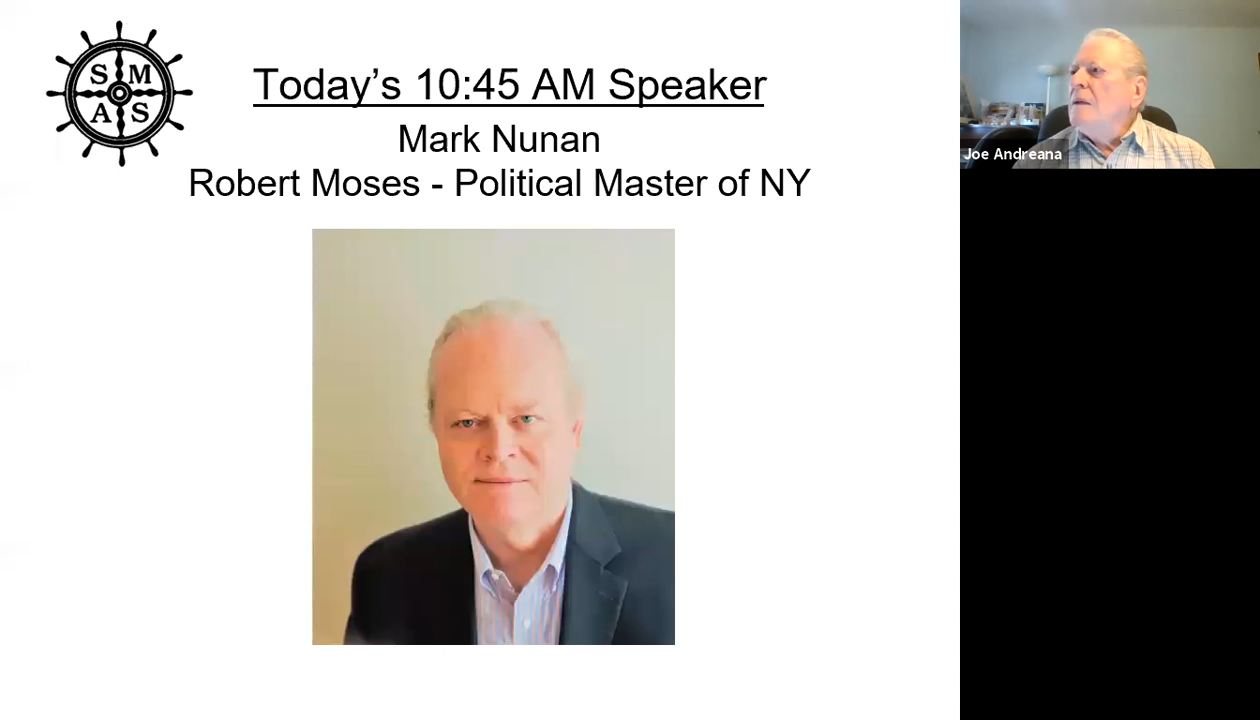 S M
A S
Today’s 10:45 AM Speaker
Mark Nunan
Robert Moses - Political Master of NY
Joe Andreana